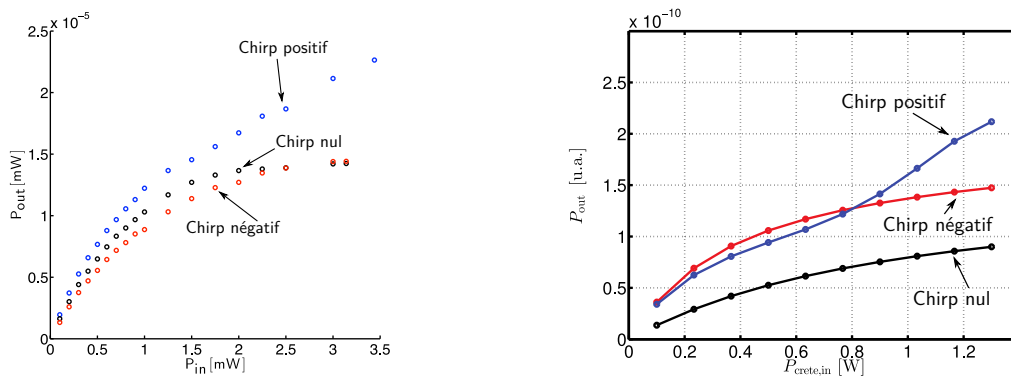 x 10⁻⁵
2.5
Chirp positif
2
P_out [mW]
1.5
Chirp nul
1
Chirp négatif
0.5
0
0 0.5 1 1.5 2 2.5 3 3.5
P_in [mW]
x 10⁻¹⁰
2.5
Chirp positif
2
P_out [u.a.]
1.5
Chirp négatif
1
0.5
Chirp nul
0
0 0.2 0.4 0.6 0.8 1 1.2
P_crete,in [W]